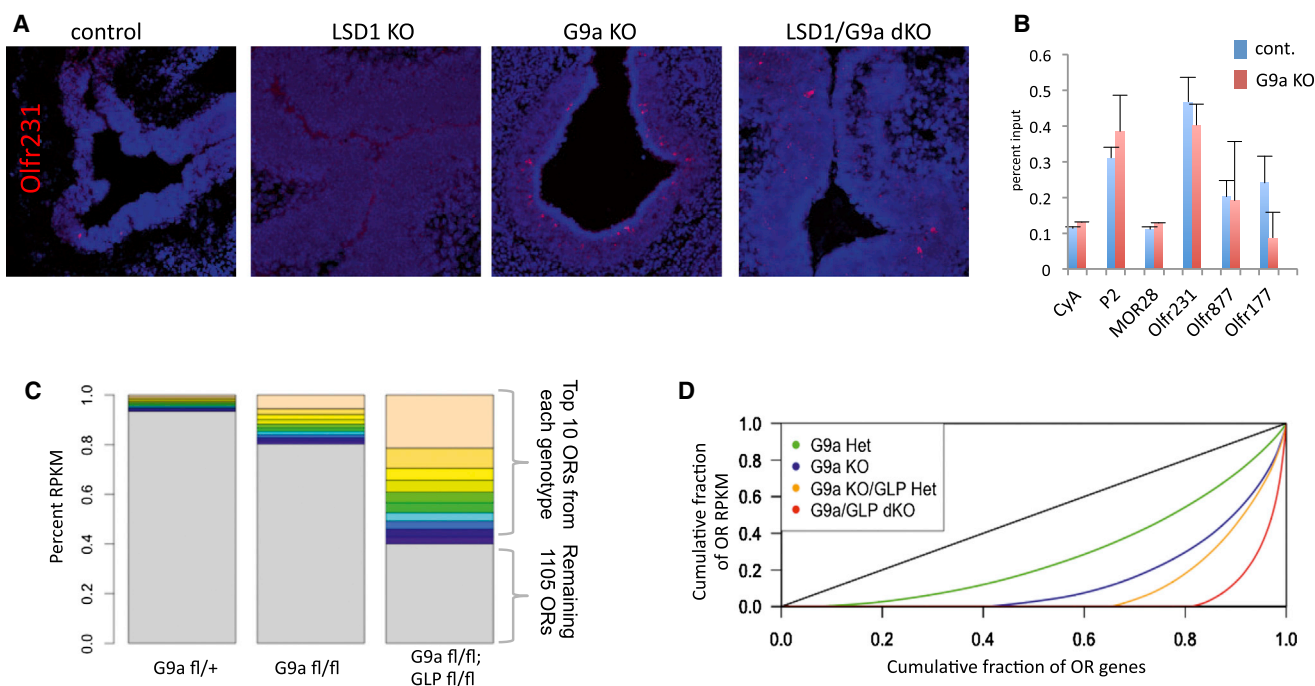 A
control
LSD1 KO
G9a KO
LSD1/G9a dKO
Olfr231
B
cont.
G9a KO
percent input
0.6
0.5
0.4
0.3
0.2
0.1
0
CyA
P2
MOR28
Olfr231
Olfr877
Olfr177
C
Percent RPKM
1.0
0.8
0.6
0.4
0.2
0.0
G9a fl/+
G9a fl/fl
G9a fl/fl;
GLP fl/fl
Top 10 ORs from
each genotype
Remaining
1105 ORs
D
Cumulative fraction
of OR RPKM
1.0
0.8
0.6
0.4
0.2
0.0
G9a Het
G9a KO
G9a KO/GLP Het
G9a/GLP dKO
0.0
0.2
0.4
0.6
0.8
1.0
Cumulative fraction of OR genes